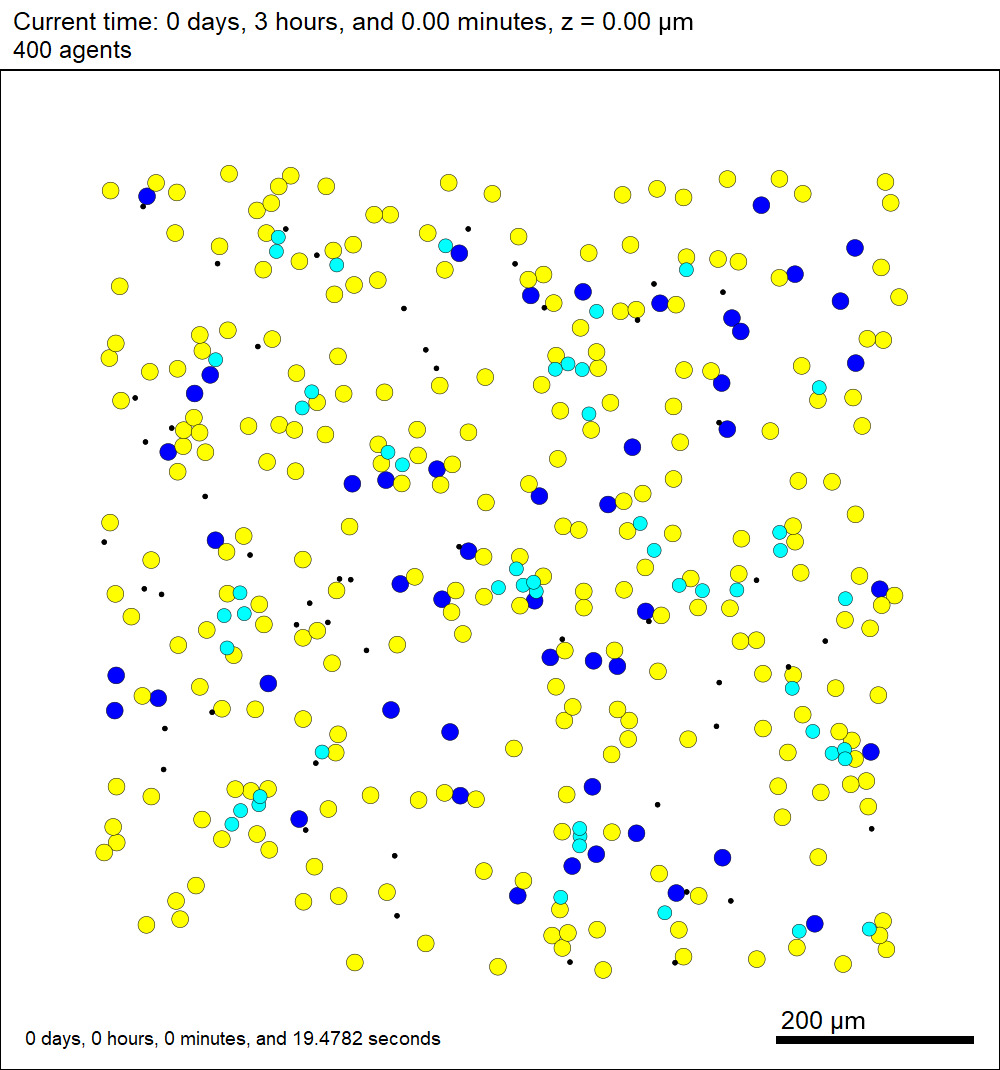 Current time: 0 days, 3 hours, and 0.00 minutes, z = 0.00 μm
400 agents
200 μm
0 days, 0 hours, 0 minutes, and 19.4782 seconds